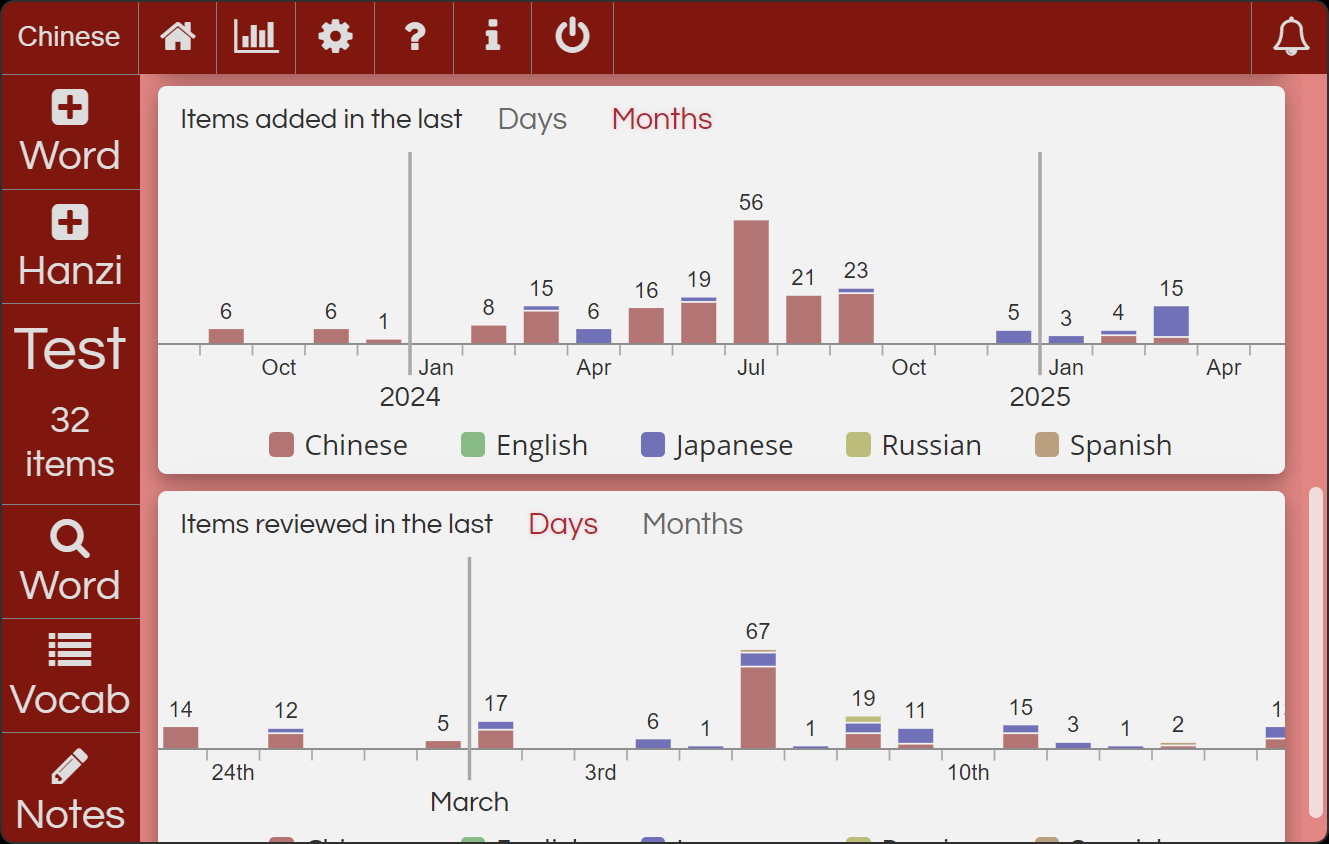 Chinese
Word
Hanzi
Test
32
items
Word
Vocab
Notes
Items added in the last Days Months
6 6 1 8 15 6 16 19 56 21 23 5 3 4 15
Oct Jan Apr Jul Oct Jan Apr
2024 2025
Chinese English Japanese Russian Spanish
Items reviewed in the last Days Months
14 12 5 17 6 1 67 1 19 11 15 3 1 2
24th 3rd 10th
March